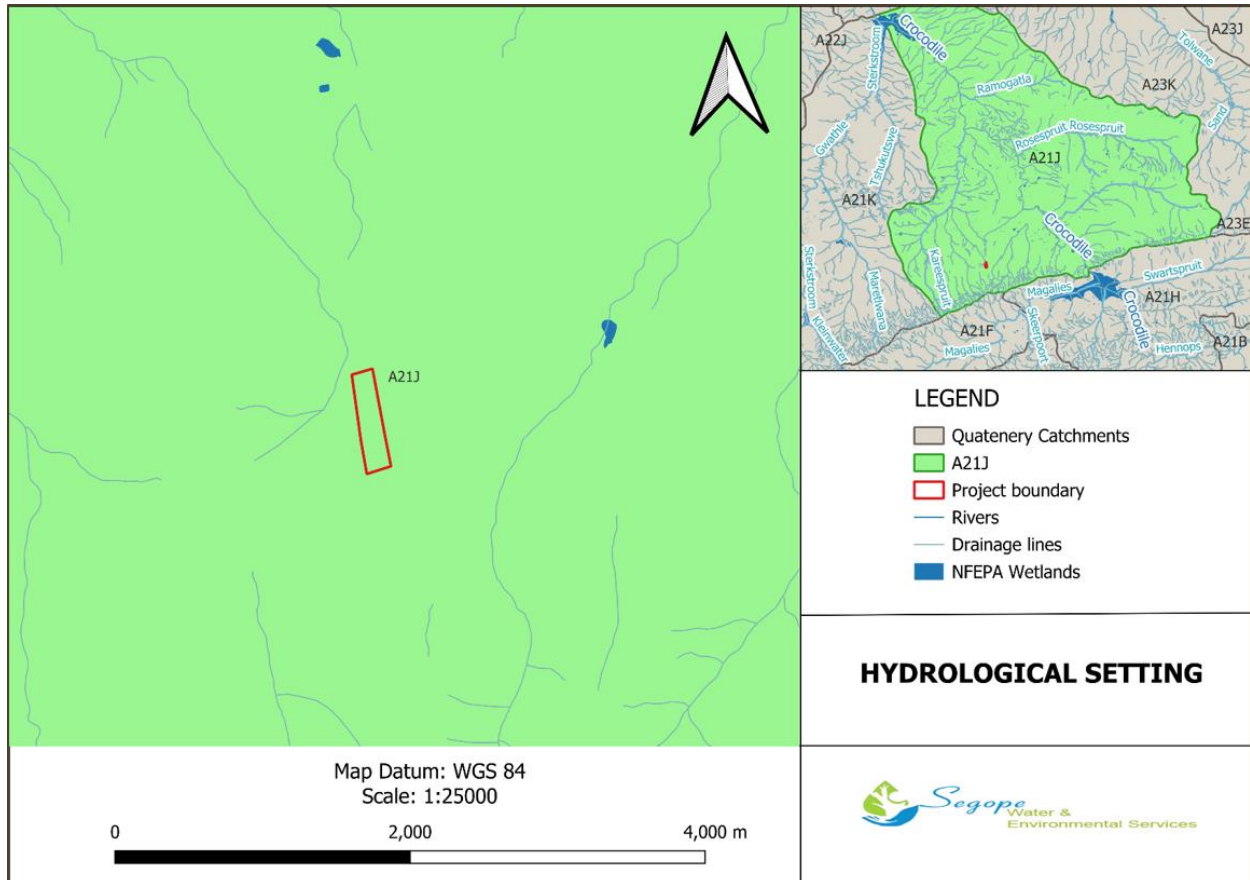 A21J
Map Datum: WGS 84
Scale: 1:25000
0 2,000 4,000 m
A22J
Crocodile
Sterkstroom
Tolwane
A23J
Ramogatla
A23K
Sand
Gwathle
Tshukutswe
Rosespruit Rosespruit
A21J
A21K
Crocodile
A23E
Kareespruit
Sterkstroom
Maretlwana
Swartspruit
Magalies
A21H
Kleinwater
A21F
Skeerpoort
Crocodile
Magalies
Hennops
A21B
LEGEND
Quatenery Catchments
A21J
Project boundary
Rivers
Drainage lines
NFEPA Wetlands
HYDROLOGICAL SETTING
Segope
Water &
Environmental Services